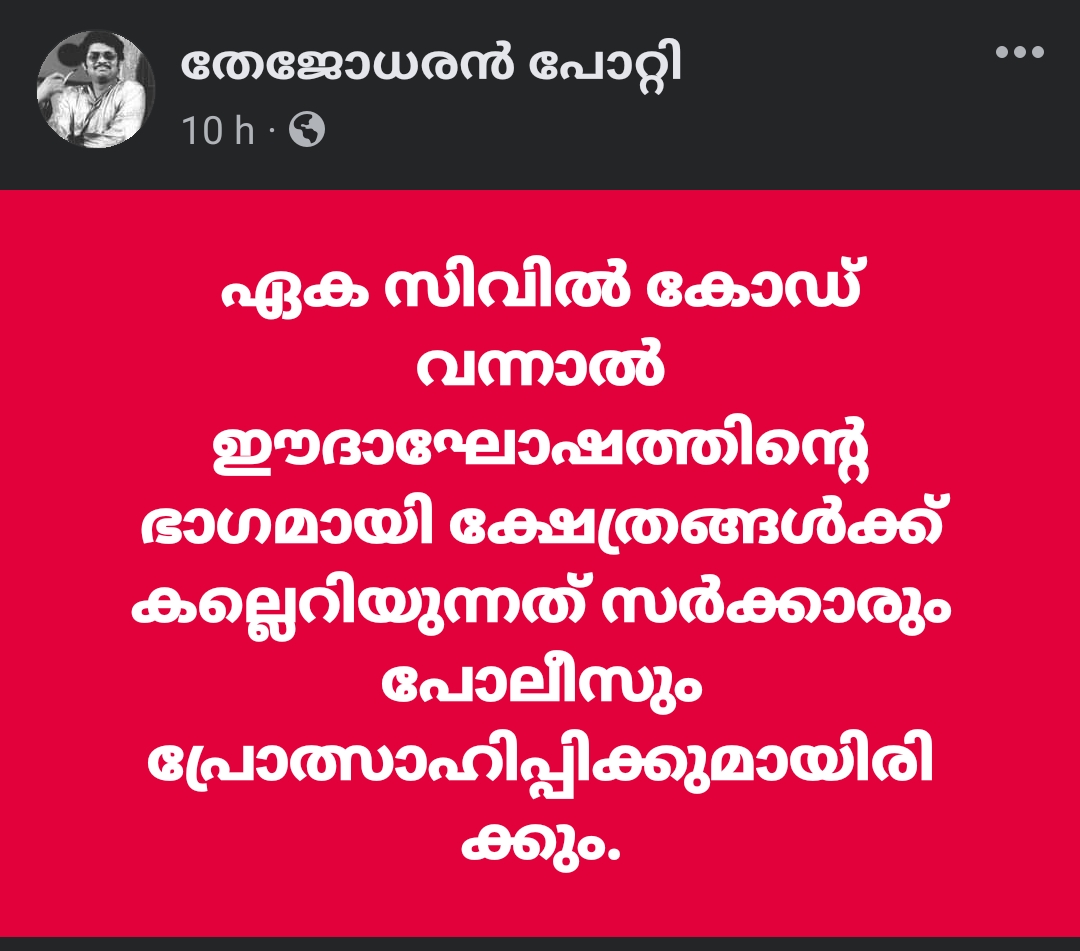 തേജോധരൻ പോറ്റി
10 h ·
ഏക സിവിൽ കോഡ്
വന്നാൽ
ഈദാഘോഷത്തിന്റെ
ഭാഗമായി ക്ഷേത്രങ്ങൾക്ക്
കല്ലെറിയുന്നത് സർക്കാരും
പോലീസും
പ്രോത്സാഹിപ്പിക്കുമായിരി
ക്കും.